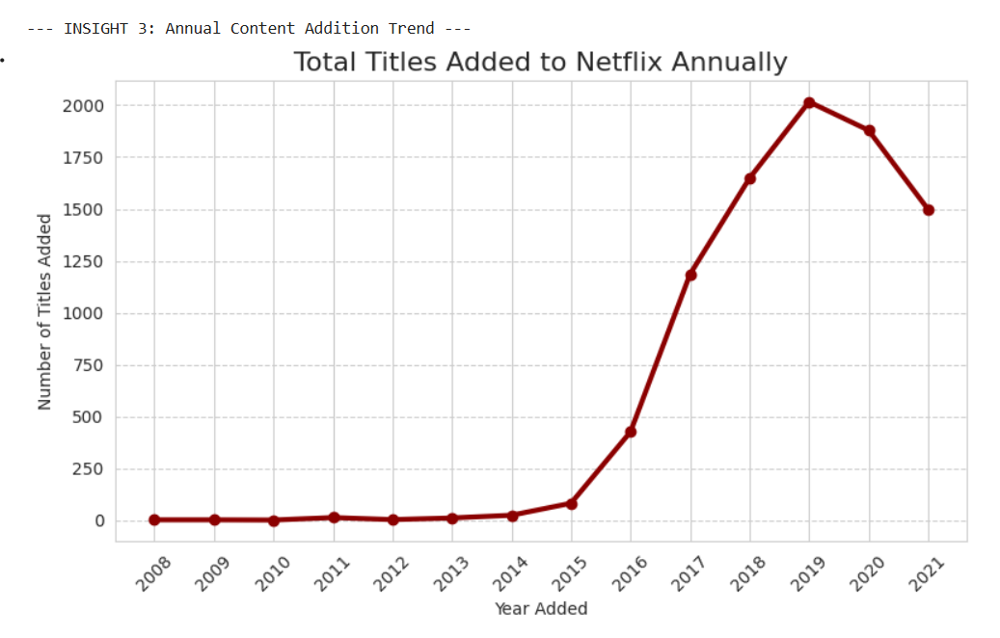 --- INSIGHT 3: Annual Content Addition Trend ---
Total Titles Added to Netflix Annually
Number of Titles Added
2000
1750
1500
1250
1000
750
500
250
0
2008 2009 2010 2011 2012 2013 2014 2015 2016 2017 2018 2019 2020 2021
Year Added